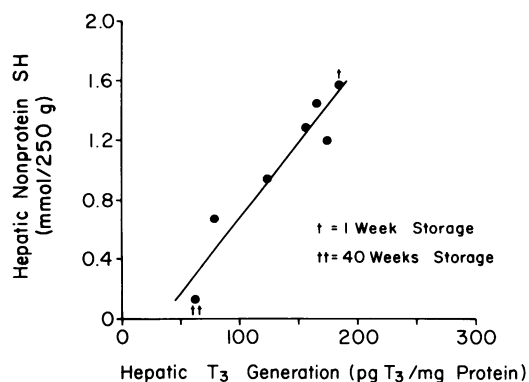 Hepatic Nonprotein SH
(mmol/250 g)
2.0
1.6
1.2
0.8
0.4
0
†
† = 1 Week Storage
†† = 40 Weeks Storage
††
0 100 200 300
Hepatic T₃ Generation (pg T₃/mg Protein)